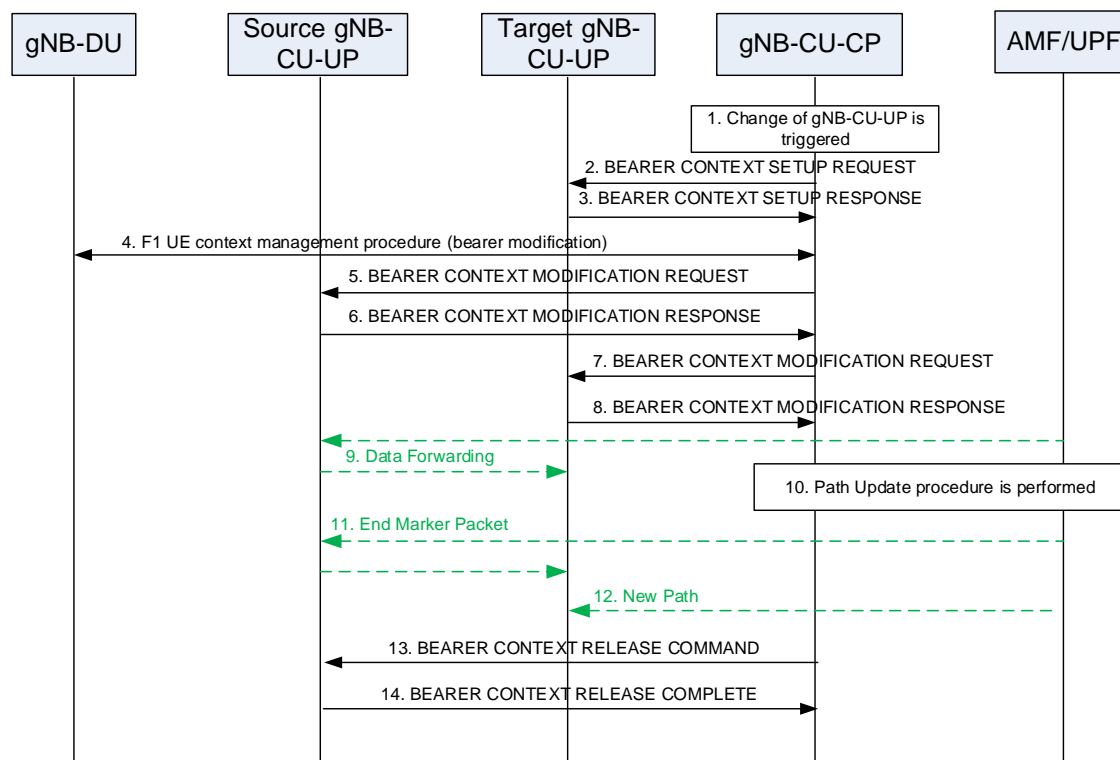 gNB-DU
Source gNB-
CU-UP
Target gNB-
CU-UP
gNB-CU-CP
AMF/UPF
1. Change of gNB-CU-UP is
triggered
2. BEARER CONTEXT SETUP REQUEST
3. BEARER CONTEXT SETUP RESPONSE
4. F1 UE context management procedure (bearer modification)
5. BEARER CONTEXT MODIFICATION REQUEST
6. BEARER CONTEXT MODIFICATION RESPONSE
7. BEARER CONTEXT MODIFICATION REQUEST
8. BEARER CONTEXT MODIFICATION RESPONSE
9. Data Forwarding
10. Path Update procedure is performed
11. End Marker Packet
12. New Path
13. BEARER CONTEXT RELEASE COMMAND
14. BEARER CONTEXT RELEASE COMPLETE